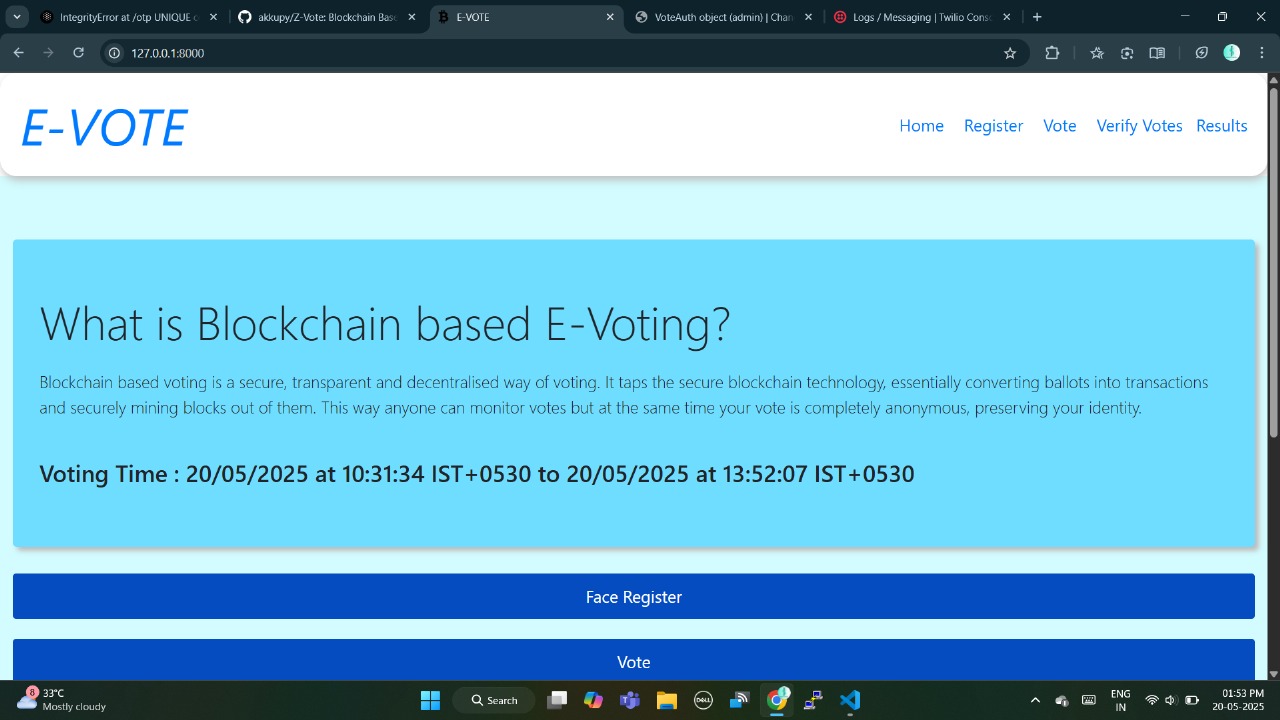 IntegrityError at /otp UNIQUE c
akkupy/Z-Vote: Blockchain Base
E-VOTE
VoteAuth object (admin) | Chan
Logs / Messaging | Twilio Conso
127.0.0.1:8000
E-VOTE
Home Register Vote Verify Votes Results
What is Blockchain based E-Voting?
Blockchain based voting is a secure, transparent and decentralised way of voting. It taps the secure blockchain technology, essentially converting ballots into transactions
and securely mining blocks out of them. This way anyone can monitor votes but at the same time your vote is completely anonymous, preserving your identity.
Voting Time : 20/05/2025 at 10:31:34 IST+0530 to 20/05/2025 at 13:52:07 IST+0530
Face Register
Vote
8
33°C
Mostly cloudy
Search
DELL
ENG
IN
01:53 PM
20-05-2025